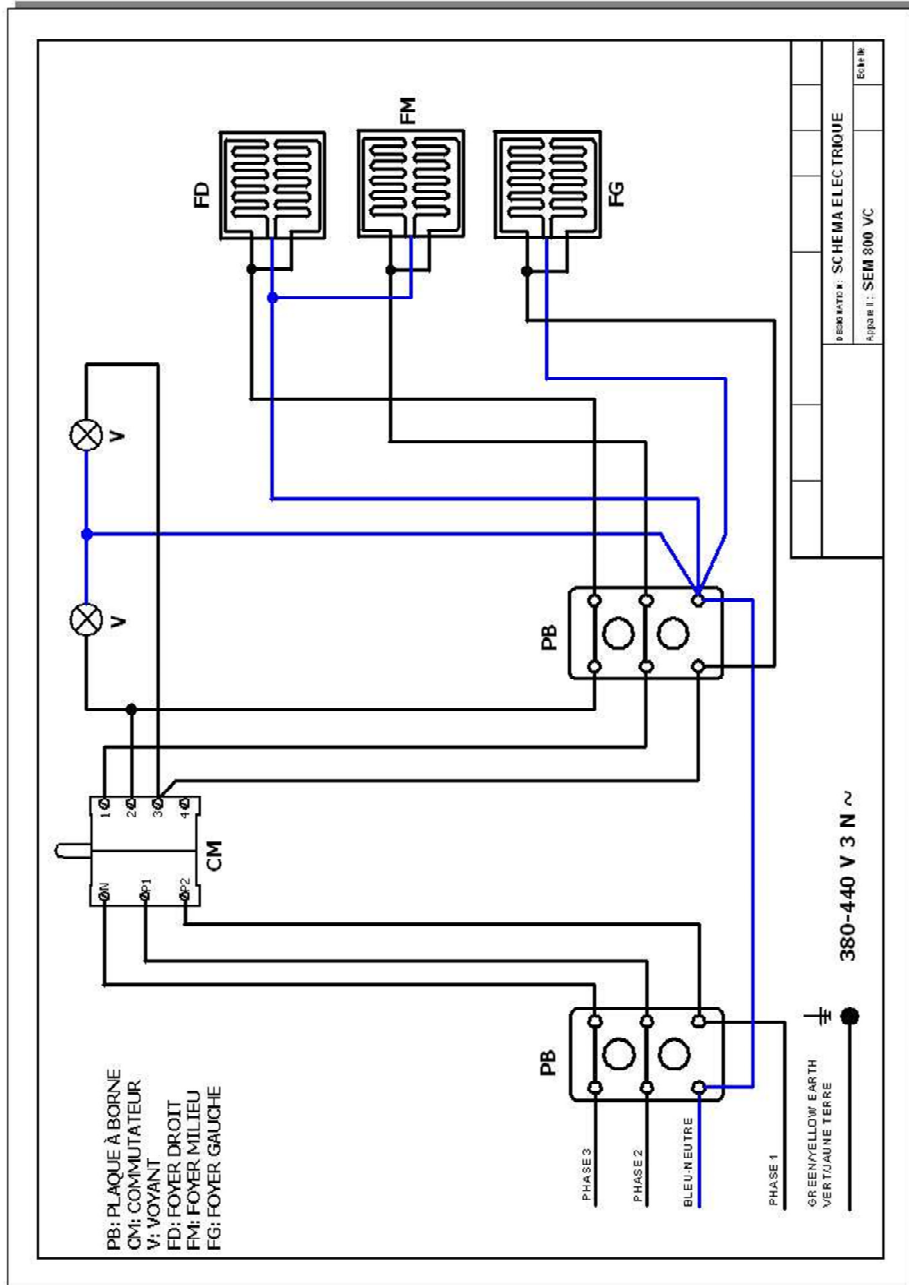 PB: PLAQUE À BORNE
CM: COMMUTATEUR
V: VOYANT
FD: FOYER DROIT
FM: FOYER MILIEU
FG: FOYER GAUCHE
N
P1
P2
CM
1
2
3
4
V
V
FD
FM
FG
PB
PB
PHASE 3
PHASE 2
BLEU-NEUTRE
PHASE 1
GREEN/YELLOW EARTH
VERT/JAUNE TERRE
380-440 V 3 N ~
DESIGNATION: SCHEMA ELECTRIQUE
Appareil: SEM 800 VC
Echelle